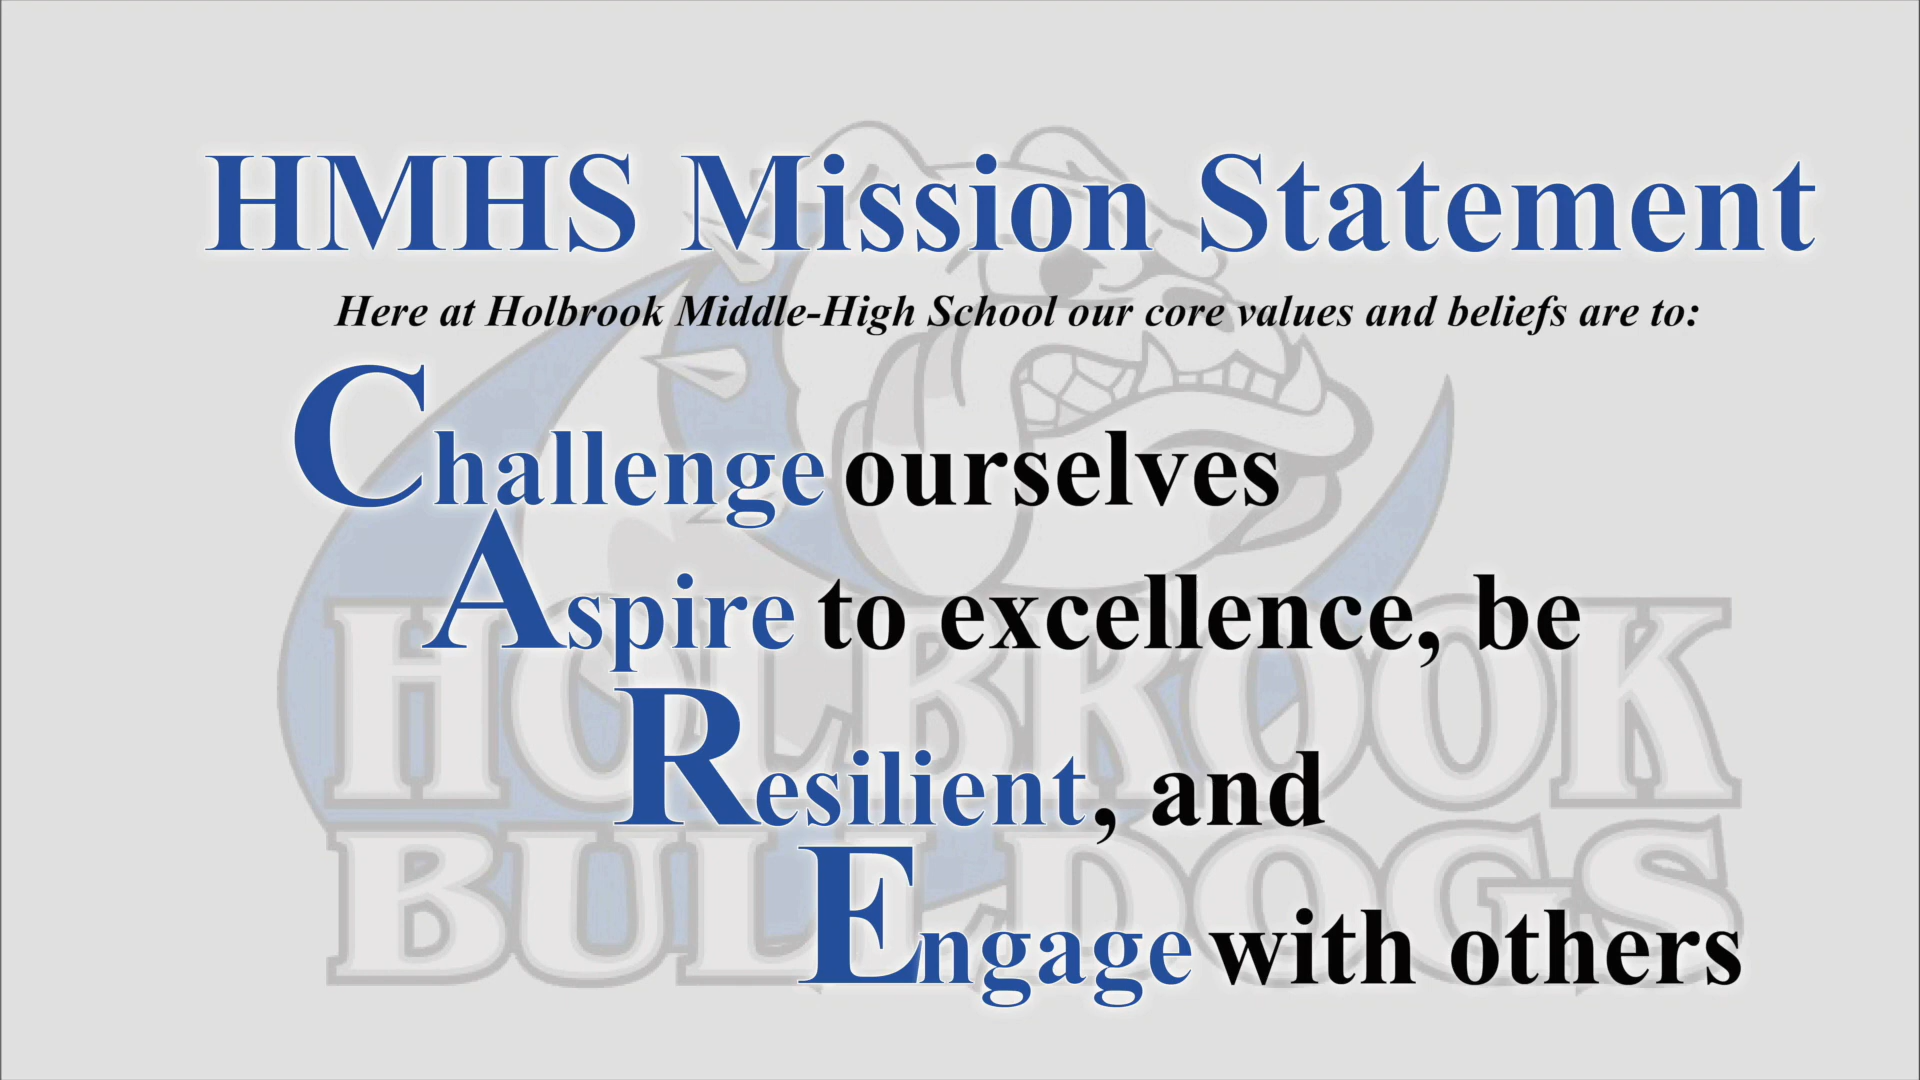 HMHS Mission Statement
Here at Holbrook Middle-High School our core values and beliefs are to:
Challenge ourselves
Aspire to excellence, be
Resilient, and
Engage with others
HOLBROOK
BULLDOGS